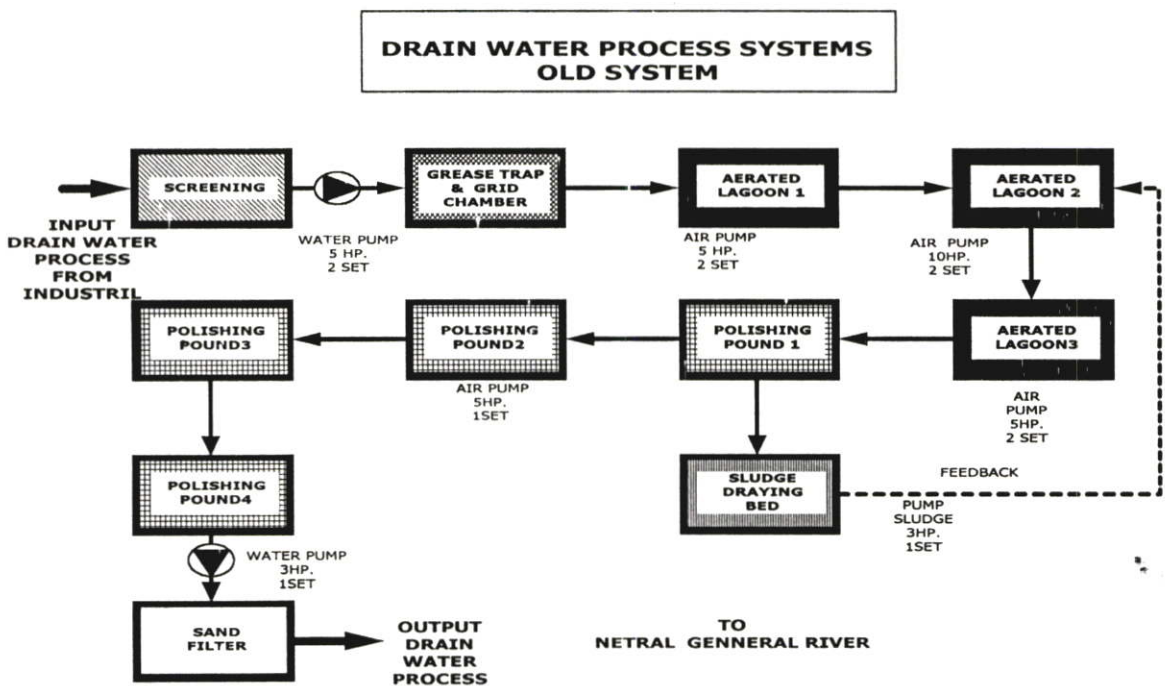 DRAIN WATER PROCESS SYSTEMS
OLD SYSTEM
SCREENING
GREASE TRAP
& GRID
CHAMBER
AERATED
LAGOON 1
AERATED
LAGOON 2
INPUT
DRAIN WATER
PROCESS
FROM
INDUSTRIL
WATER PUMP
5 HP.
2 SET
AIR PUMP
5 HP.
2 SET
AIR PUMP
10HP.
2 SET
POLISHING
POUND3
POLISHING
POUND2
POLISHING
POUND 1
AERATED
LAGOON3
AIR PUMP
5HP.
1SET
AIR
PUMP
5HP.
2 SET
POLISHING
POUND4
SLUDGE
DRAYING
BED
FEEDBACK
PUMP
SLUDGE
3HP.
1SET
WATER PUMP
3HP.
1SET
SAND
FILTER
OUTPUT
DRAIN
WATER
PROCESS
TO
NETRAL GENNERAL RIVER